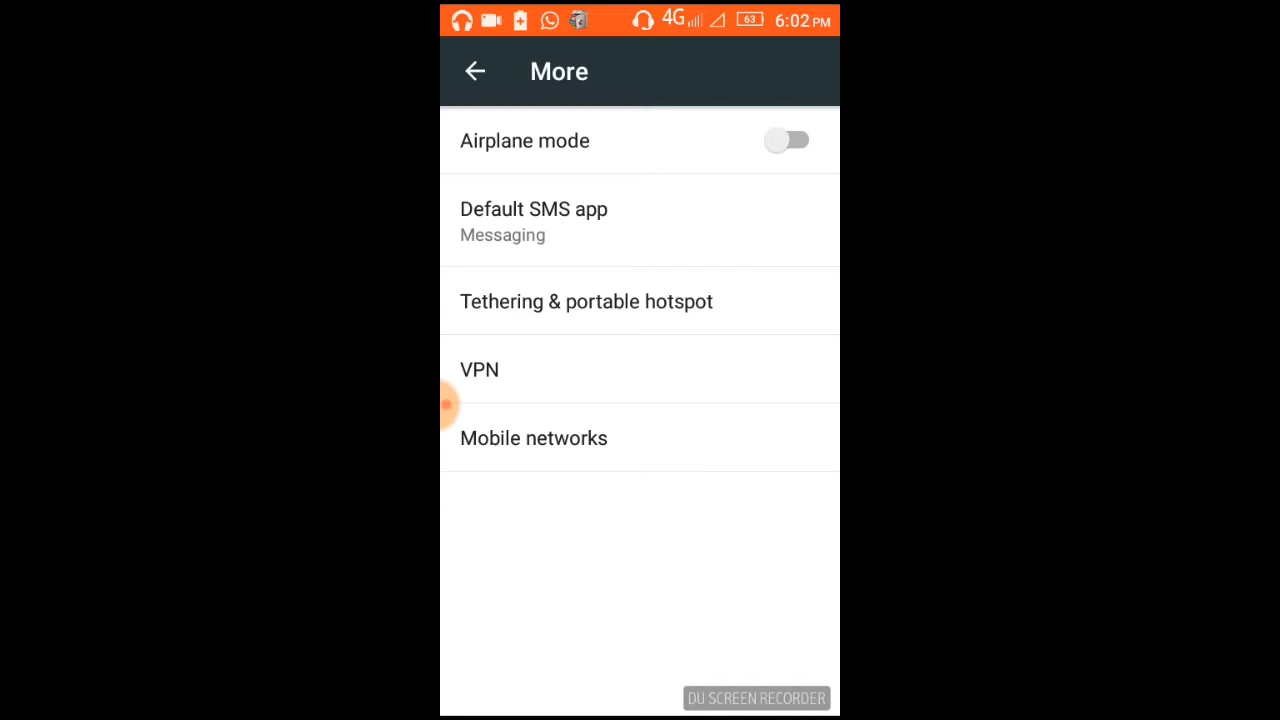 4G 63 6:02 PM
More
Airplane mode
Default SMS app
Messaging
Tethering & portable hotspot
VPN
Mobile networks
DU SCREEN RECORDER